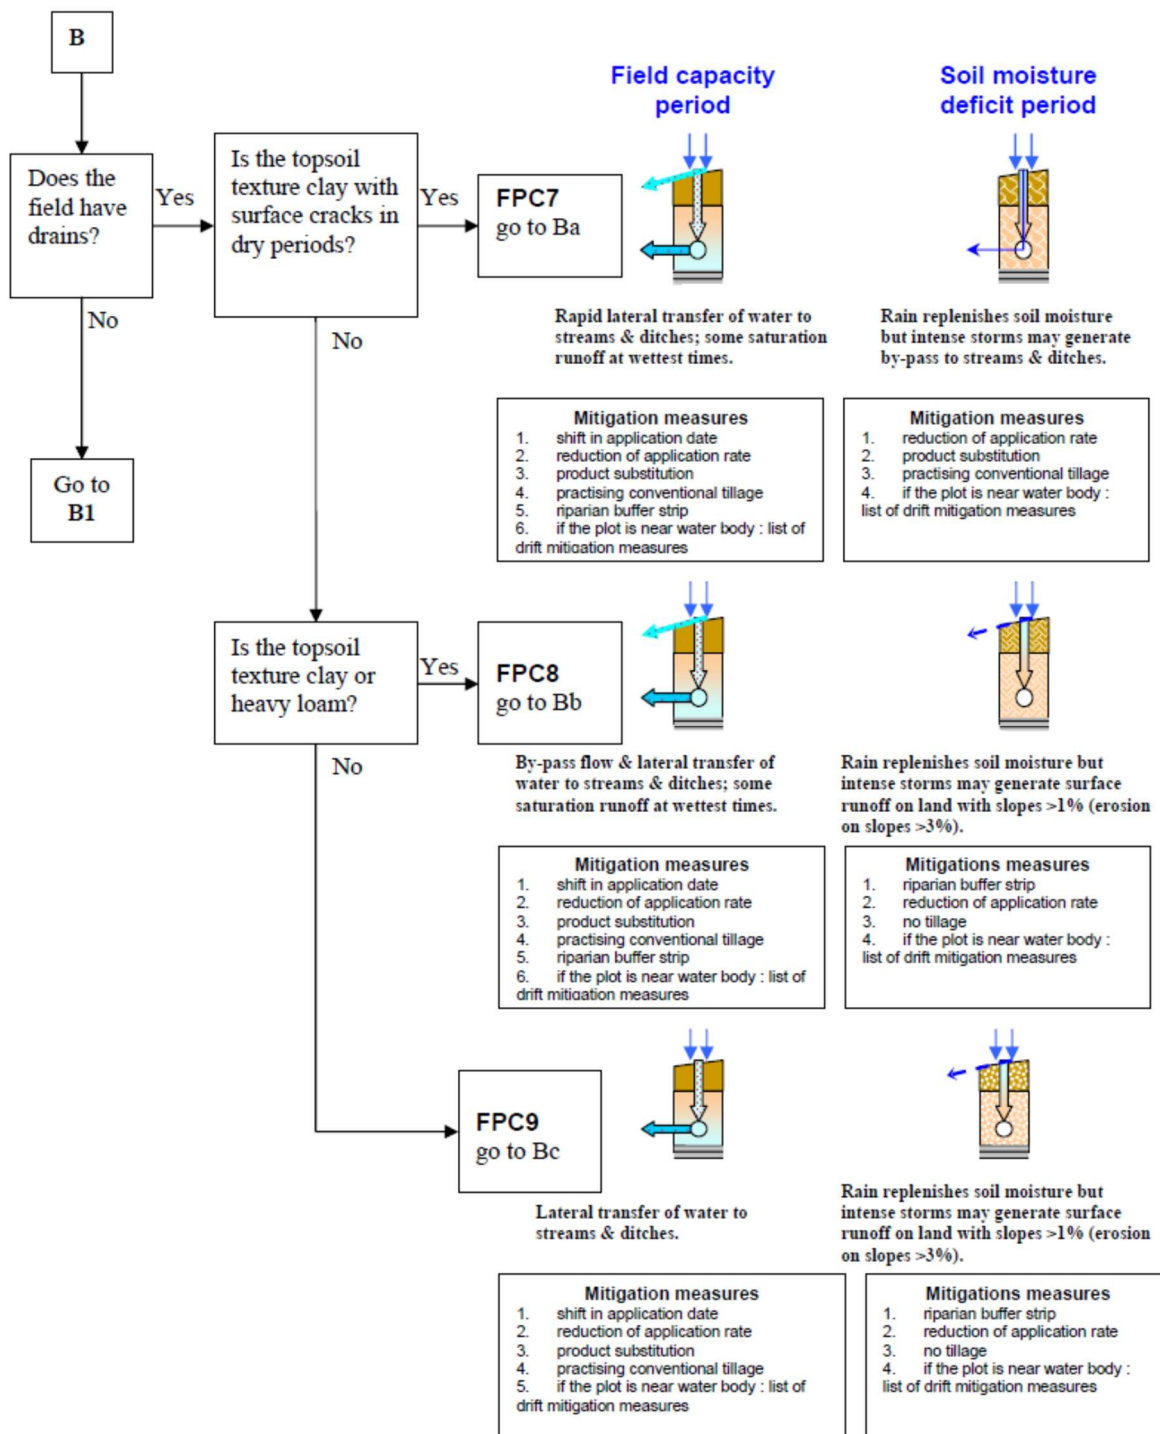 B
Field capacity
period
Soil moisture
deficit period
Does the
field have
drains?
Yes
Is the topsoil
texture clay with
surface cracks in
dry periods?
Yes
FPC7
go to Ba
No
No
Rapid lateral transfer of water to
streams & ditches; some saturation
runoff at wettest times.
Rain replenishes soil moisture
but intense storms may generate
by-pass to streams & ditches.
Go to
B1
Mitigation measures
1. shift in application date
2. reduction of application rate
3. product substitution
4. practising conventional tillage
5. riparian buffer strip
6. if the plot is near water body : list of
drift mitigation measures
Mitigation measures
1. reduction of application rate
2. product substitution
3. practising conventional tillage
4. if the plot is near water body :
list of drift mitigation measures
Is the topsoil
texture clay or
heavy loam?
Yes
FPC8
go to Bb
No
By-pass flow & lateral transfer of
water to streams & ditches; some
saturation runoff at wettest times.
Rain replenishes soil moisture but
intense storms may generate surface
runoff on land with slopes >1% (erosion
on slopes >3%).
Mitigation measures
1. shift in application date
2. reduction of application rate
3. product substitution
4. practising conventional tillage
5. riparian buffer strip
6. if the plot is near water body : list of
drift mitigation measures
Mitigations measures
1. riparian buffer strip
2. reduction of application rate
3. no tillage
4. if the plot is near water body :
list of drift mitigation measures
FPC9
go to Bc
Lateral transfer of water to
streams & ditches.
Rain replenishes soil moisture but
intense storms may generate surface
runoff on land with slopes >1% (erosion
on slopes >3%).
Mitigation measures
1. shift in application date
2. reduction of application rate
3. product substitution
4. practising conventional tillage
5. if the plot is near water body : list of
drift mitigation measures
Mitigations measures
1. riparian buffer strip
2. reduction of application rate
3. no tillage
4. if the plot is near water body :
list of drift mitigation measures